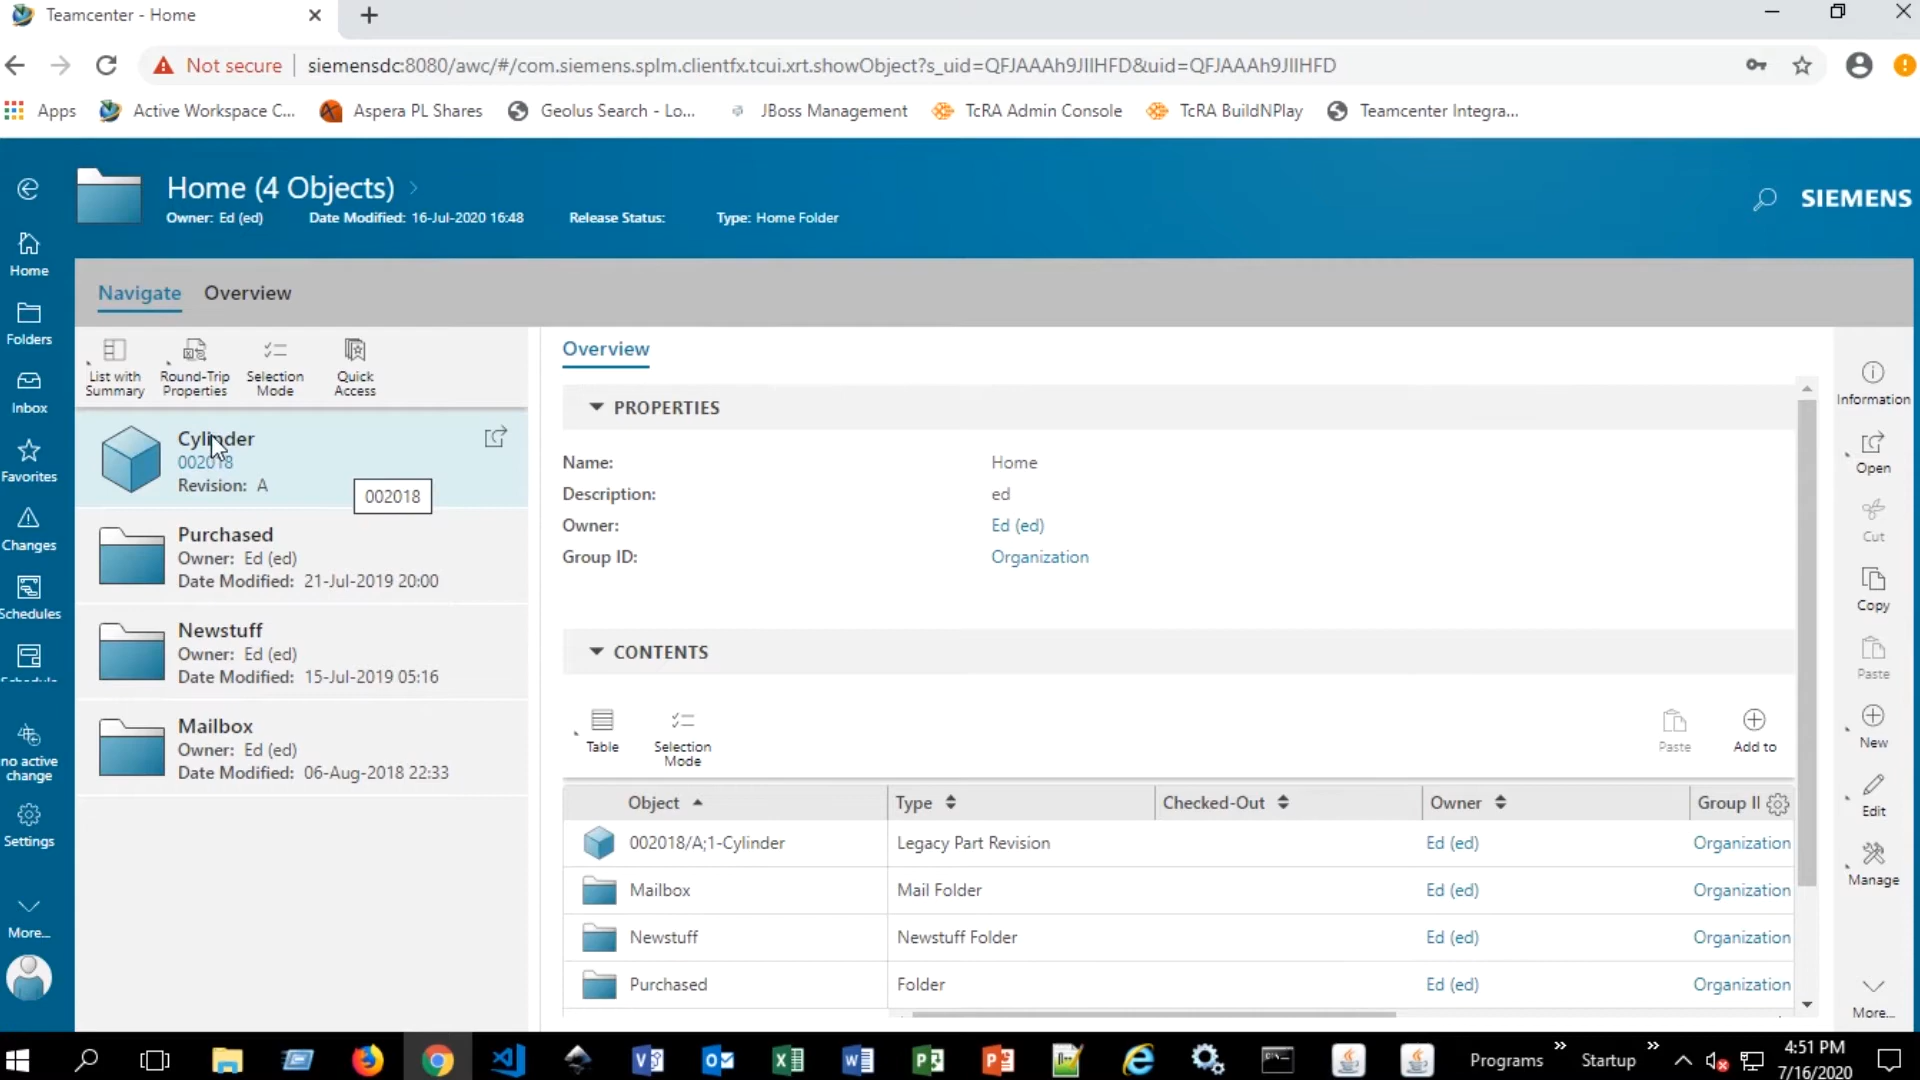 Teamcenter - Home
Not secure
siemensdc:8080/awc/#/com.siemens.splm.clientfx.tcui.xrt.showObject?s_uid=QFJAAAh9JIIHFD&uid=QFJAAAh9JIIHFD
Apps
Active Workspace C...
Aspera PL Shares
Geolus Search - Lo...
JBoss Management
TcRA Admin Console
TcRA BuildNPlay
Teamcenter Integra...
Home (4 Objects)
Owner: Ed (ed)
Date Modified: 16-Jul-2020 16:48
Release Status:
Type: Home Folder
SIEMENS
Home
Folders
Inbox
Favorites
Changes
Schedules
no active
change
Settings
More...
Navigate
Overview
List with
Summary
Round-Trip
Properties
Selection
Mode
Quick
Access
Cylinder
002018
Revision: A
002018
Purchased
Owner: Ed (ed)
Date Modified: 21-Jul-2019 20:00
Newstuff
Owner: Ed (ed)
Date Modified: 15-Jul-2019 05:16
Mailbox
Owner: Ed (ed)
Date Modified: 06-Aug-2018 22:33
Overview
PROPERTIES
Name: Home
Description: ed
Owner: Ed (ed)
Group ID: Organization
CONTENTS
Table
Selection
Mode
Paste
Add to
Object Type Checked-Out Owner Group II
002018/A;1-Cylinder Legacy Part Revision Ed (ed) Organization
Mailbox Mail Folder Ed (ed) Organization
Newstuff Newstuff Folder Ed (ed) Organization
Purchased Folder Ed (ed) Organization
Information
Open
Cut
Copy
Paste
New
Edit
Manage
More...
Programs
Startup
4:51 PM
7/16/2020